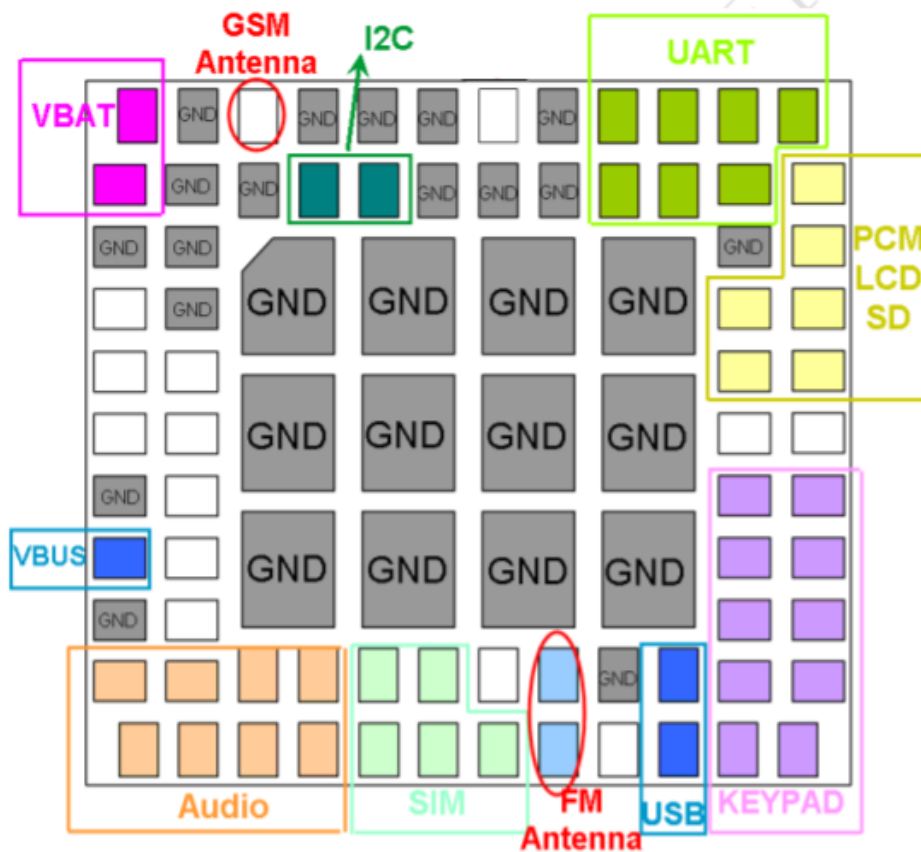 GSM
Antenna
I2C
UART
VBAT
GND
GND
GND
GND
GND
GND
GND
GND
GND
GND
GND
GND
GND
GND
PCM
LCD
SD
GND
GND
GND
GND
GND
GND
GND
GND
GND
GND
VBUS
GND
GND
GND
GND
GND
GND
Audio
SIM
FM
Antenna
USB
KEYPAD